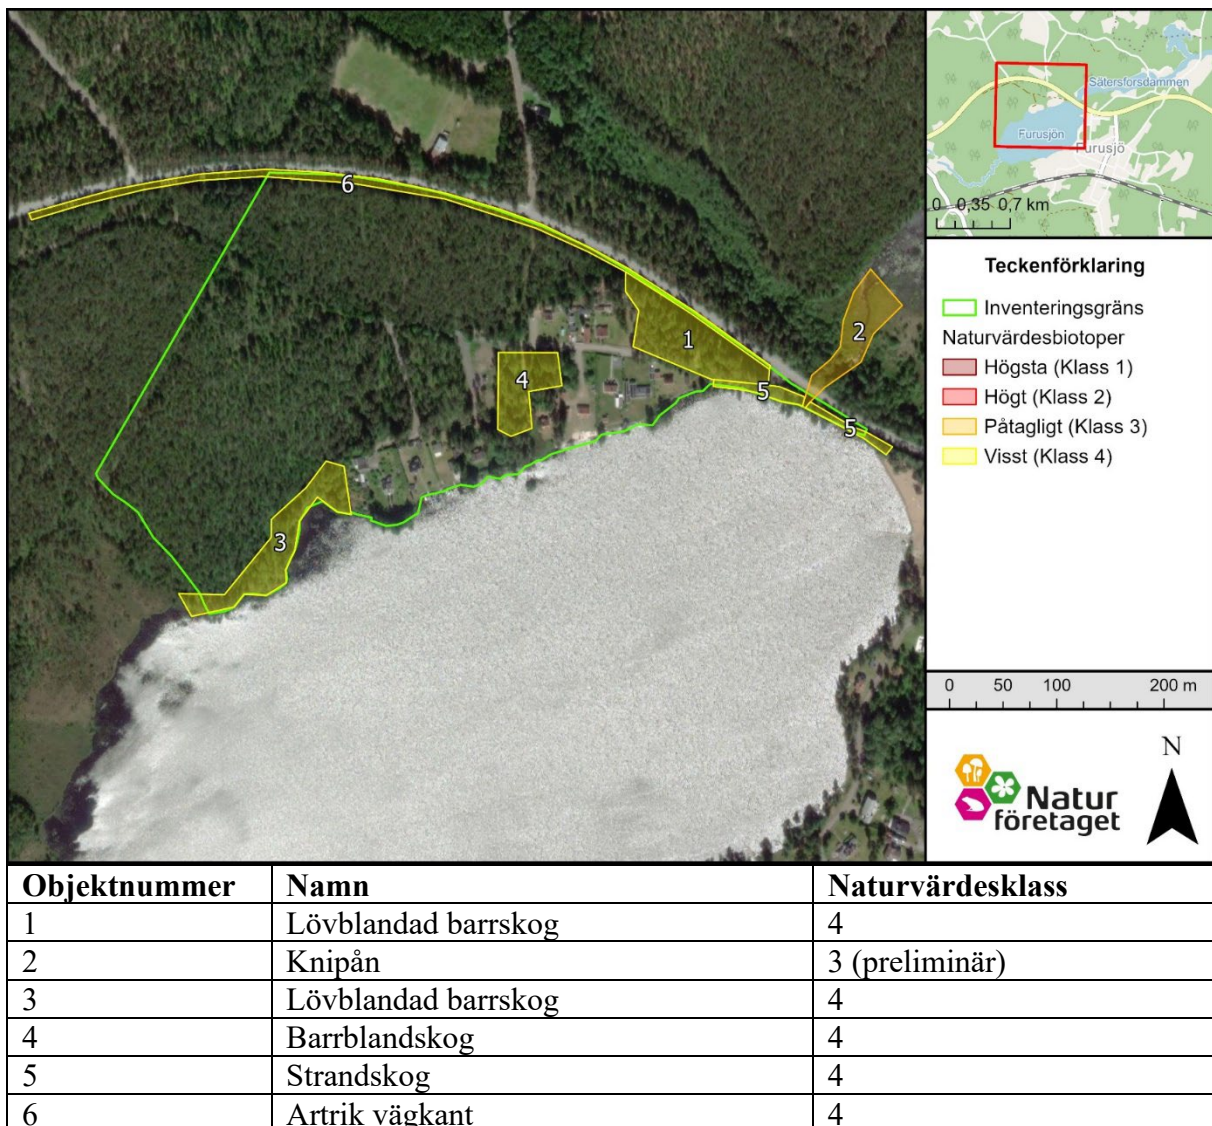 6
1
2
4
5
5
3
Sätersforsdammen
Furusjön
Furusjö
0 0,35 0,7 km
Teckenförklaring
Inventeringsgräns
Naturvärdesbiotoper
Högsta (Klass 1)
Högt (Klass 2)
Påtagligt (Klass 3)
Visst (Klass 4)
0 50 100 200 m
N
Natur
företaget
Objektnummer Namn Naturvärdesklass
1 Lövblandad barrskog 4
2 Knipån 3 (preliminär)
3 Lövblandad barrskog 4
4 Barrblandskog 4
5 Strandskog 4
6 Artrik vägkant 4